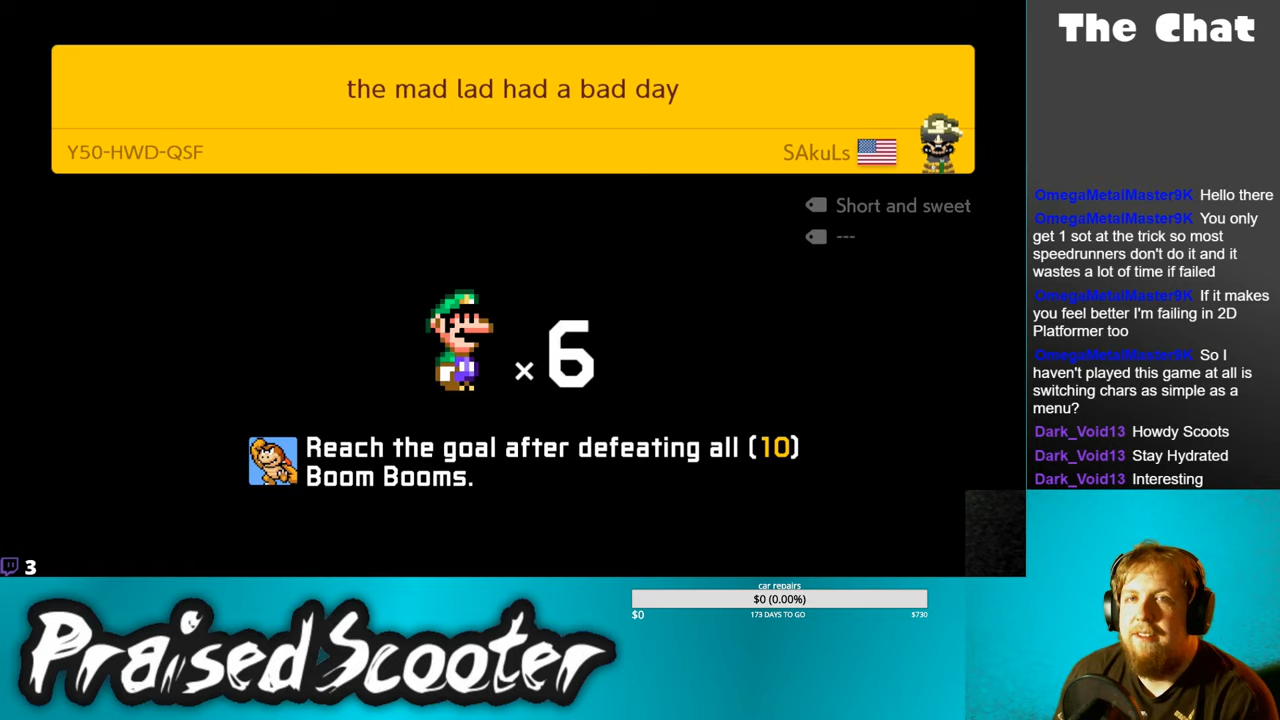 The Chat
the mad lad had a bad day
Y50-HWD-QSF
SAkuLs
Short and sweet
---
× 6
Reach the goal after defeating all (10)
Boom Booms.
OmegaMetalMaster9K Hello there
OmegaMetalMaster9K You only
get 1 sot at the trick so most
speedrunners don't do it and it
wastes a lot of time if failed
OmegaMetalMaster9K If it makes
you feel better I'm failing in 2D
Platformer too
OmegaMetalMaster9K So I
haven't played this game at all is
switching chars as simple as a
menu?
Dark_Void13 Howdy Scoots
Dark_Void13 Stay Hydrated
Dark_Void13 Interesting
3
car repairs
$0 (0.00%)
$0 173 DAYS TO GO $730
PraisedScooter